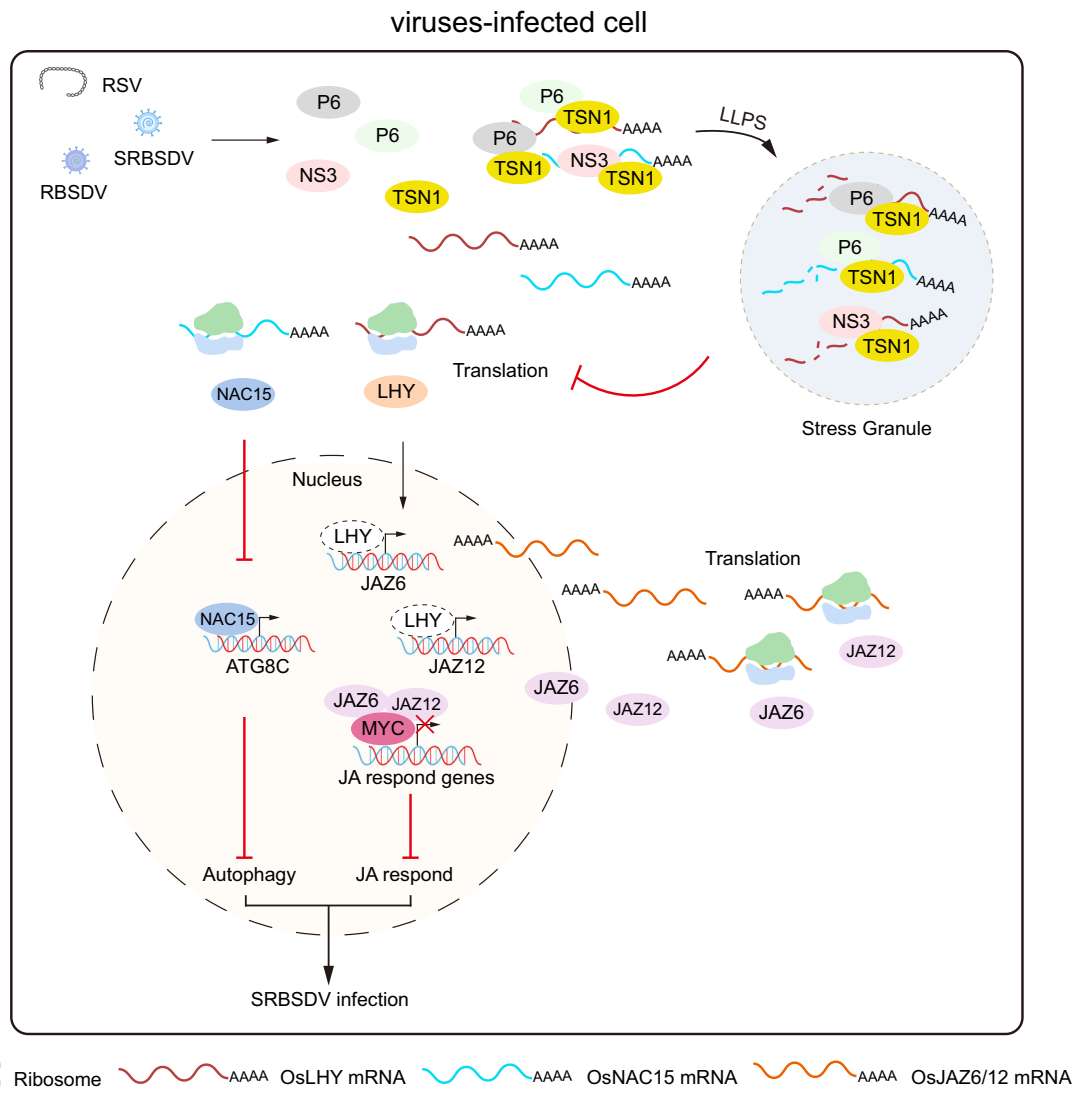 viruses-infected cell
RSV
SRBSDV
RBSDV
P6
P6
NS3
TSN1
P6
TSN1
AAAA
P6
TSN1
NS3
AAAA
TSN1
LLPS
P6
TSN1
AAAA
P6
TSN1
AAAA
NS3
AAAA
TSN1
Stress Granule
AAAA
AAAA
AAAA
AAAA
Translation
NAC15
LHY
Nucleus
LHY
JAZ6
AAAA
AAAA
Translation
AAAA
JAZ12
AAAA
JAZ6
NAC15
ATG8C
LHY
JAZ12
JAZ6
JAZ12
JAZ6
JAZ12
MYC
JA respond genes
Autophagy
JA respond
SRBSDV infection
Ribosome
AAAA OsLHY mRNA
AAAA OsNAC15 mRNA
AAAA OsJAZ6/12 mRNA